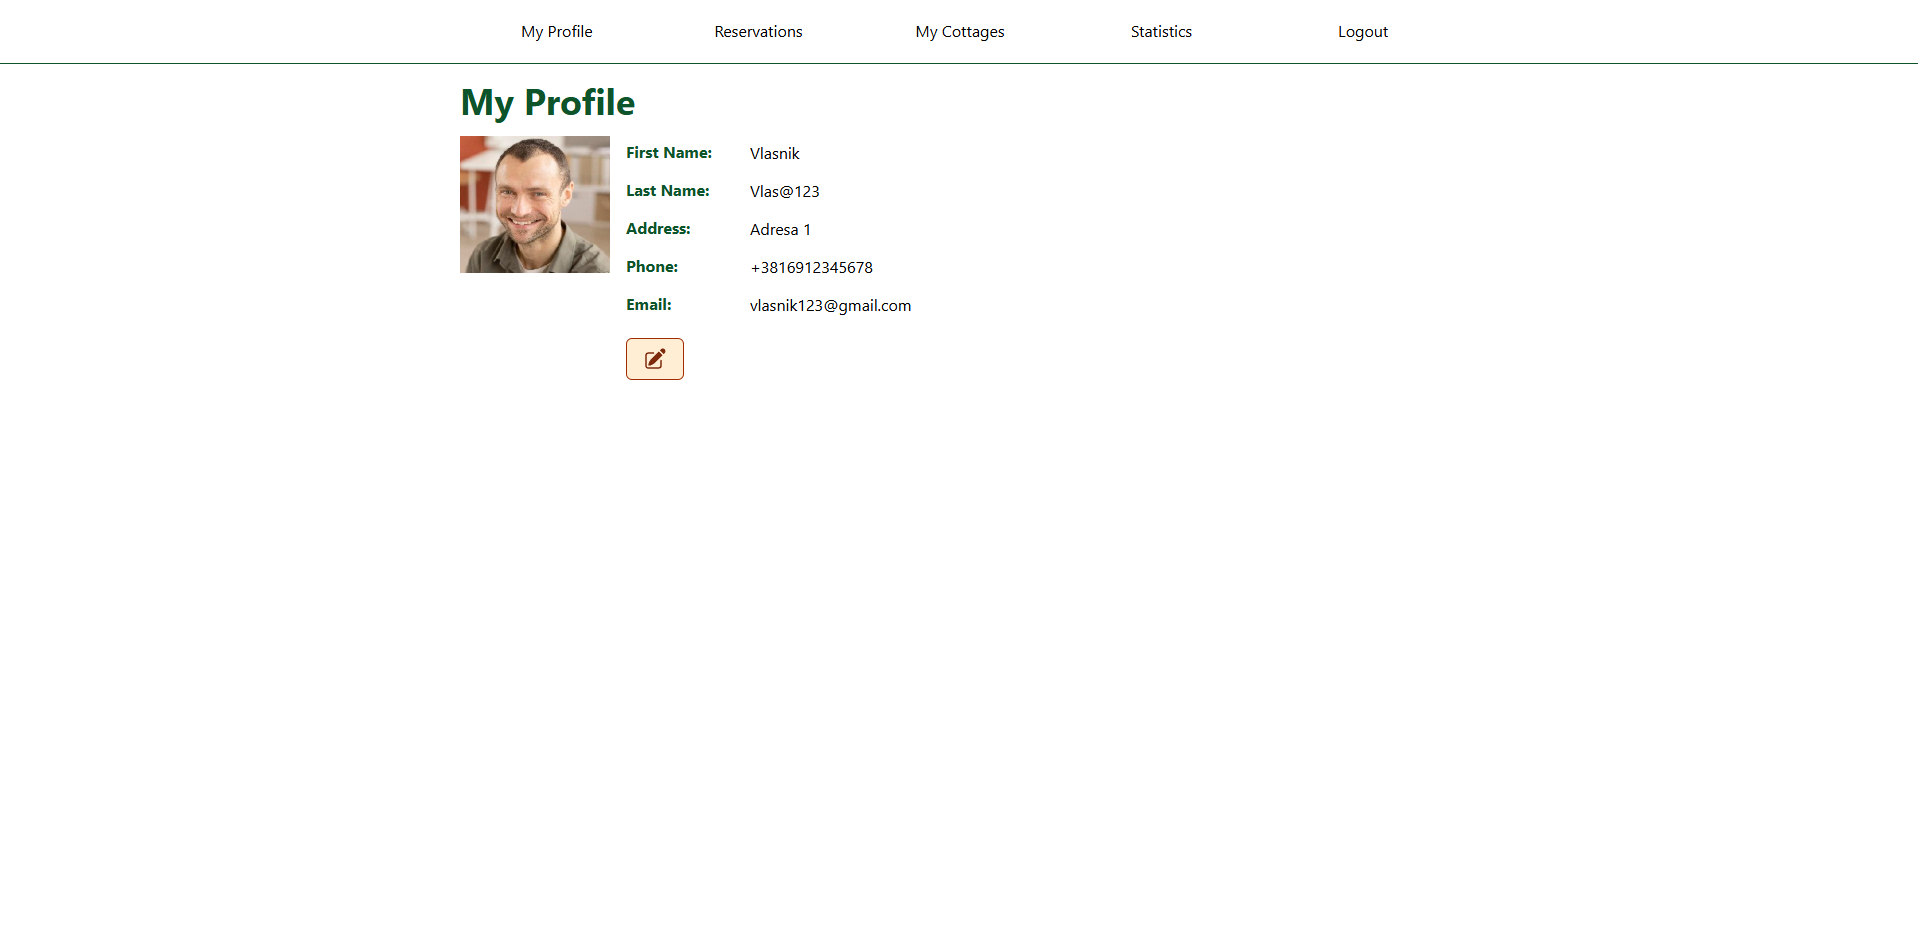 My Profile Reservations My Cottages Statistics Logout
My Profile
First Name: Vlasnik
Last Name: Vlas@123
Address: Adresa 1
Phone: +3816912345678
Email: vlasnik123@gmail.com